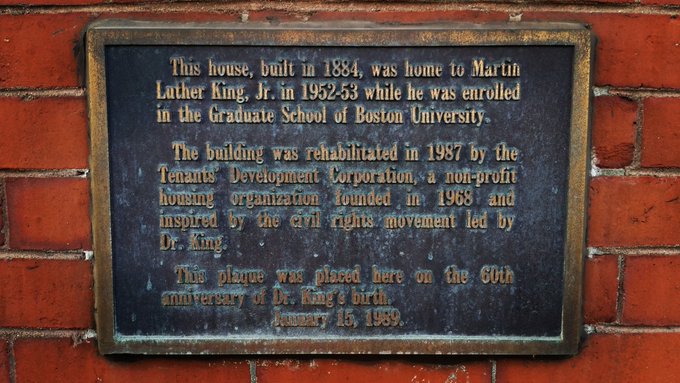 This house, built in 1884, was home to Martin
Luther King, Jr. in 1952-53 while he was enrolled
in the Graduate School of Boston University.
The building was rehabilitated in 1987 by the
Tenants' Development Corporation, a non-profit
housing organization founded in 1968 and
inspired by the civil rights movement led by
Dr. King.
This plaque was placed here on the 60th
anniversary of Dr. King's birth.
January 15, 1989.